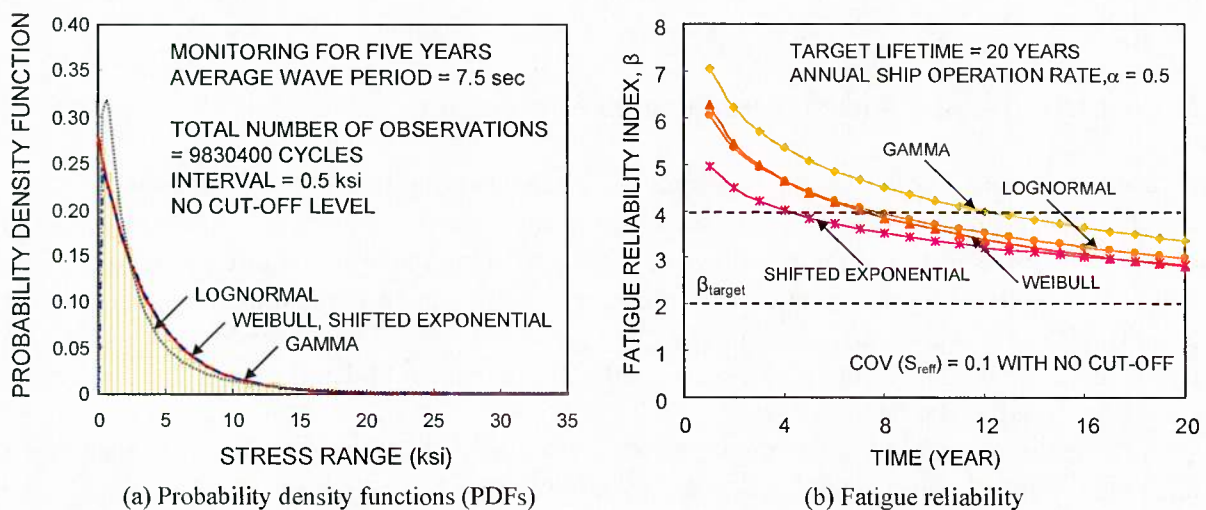 PROBABILITY DENSITY FUNCTION
0.40
0.35
0.30
0.25
0.20
0.15
0.10
0.05
0
MONITORING FOR FIVE YEARS
AVERAGE WAVE PERIOD = 7.5 sec
TOTAL NUMBER OF OBSERVATIONS
= 9830400 CYCLES
INTERVAL = 0.5 ksi
NO CUT-OFF LEVEL
LOGNORMAL
WEIBULL, SHIFTED EXPONENTIAL
GAMMA
0 5 10 15 20 25 30 35
STRESS RANGE (ksi)
(a) Probability density functions (PDFs)
FATIGUE RELIABILITY INDEX, β
8
7
6
5
4
3
2
1
0
TARGET LIFETIME = 20 YEARS
ANNUAL SHIP OPERATION RATE,α = 0.5
GAMMA
LOGNORMAL
SHIFTED EXPONENTIAL
WEIBULL
βtarget
COV (Sreff) = 0.1 WITH NO CUT-OFF
0 4 8 12 16 20
TIME (YEAR)
(b) Fatigue reliability